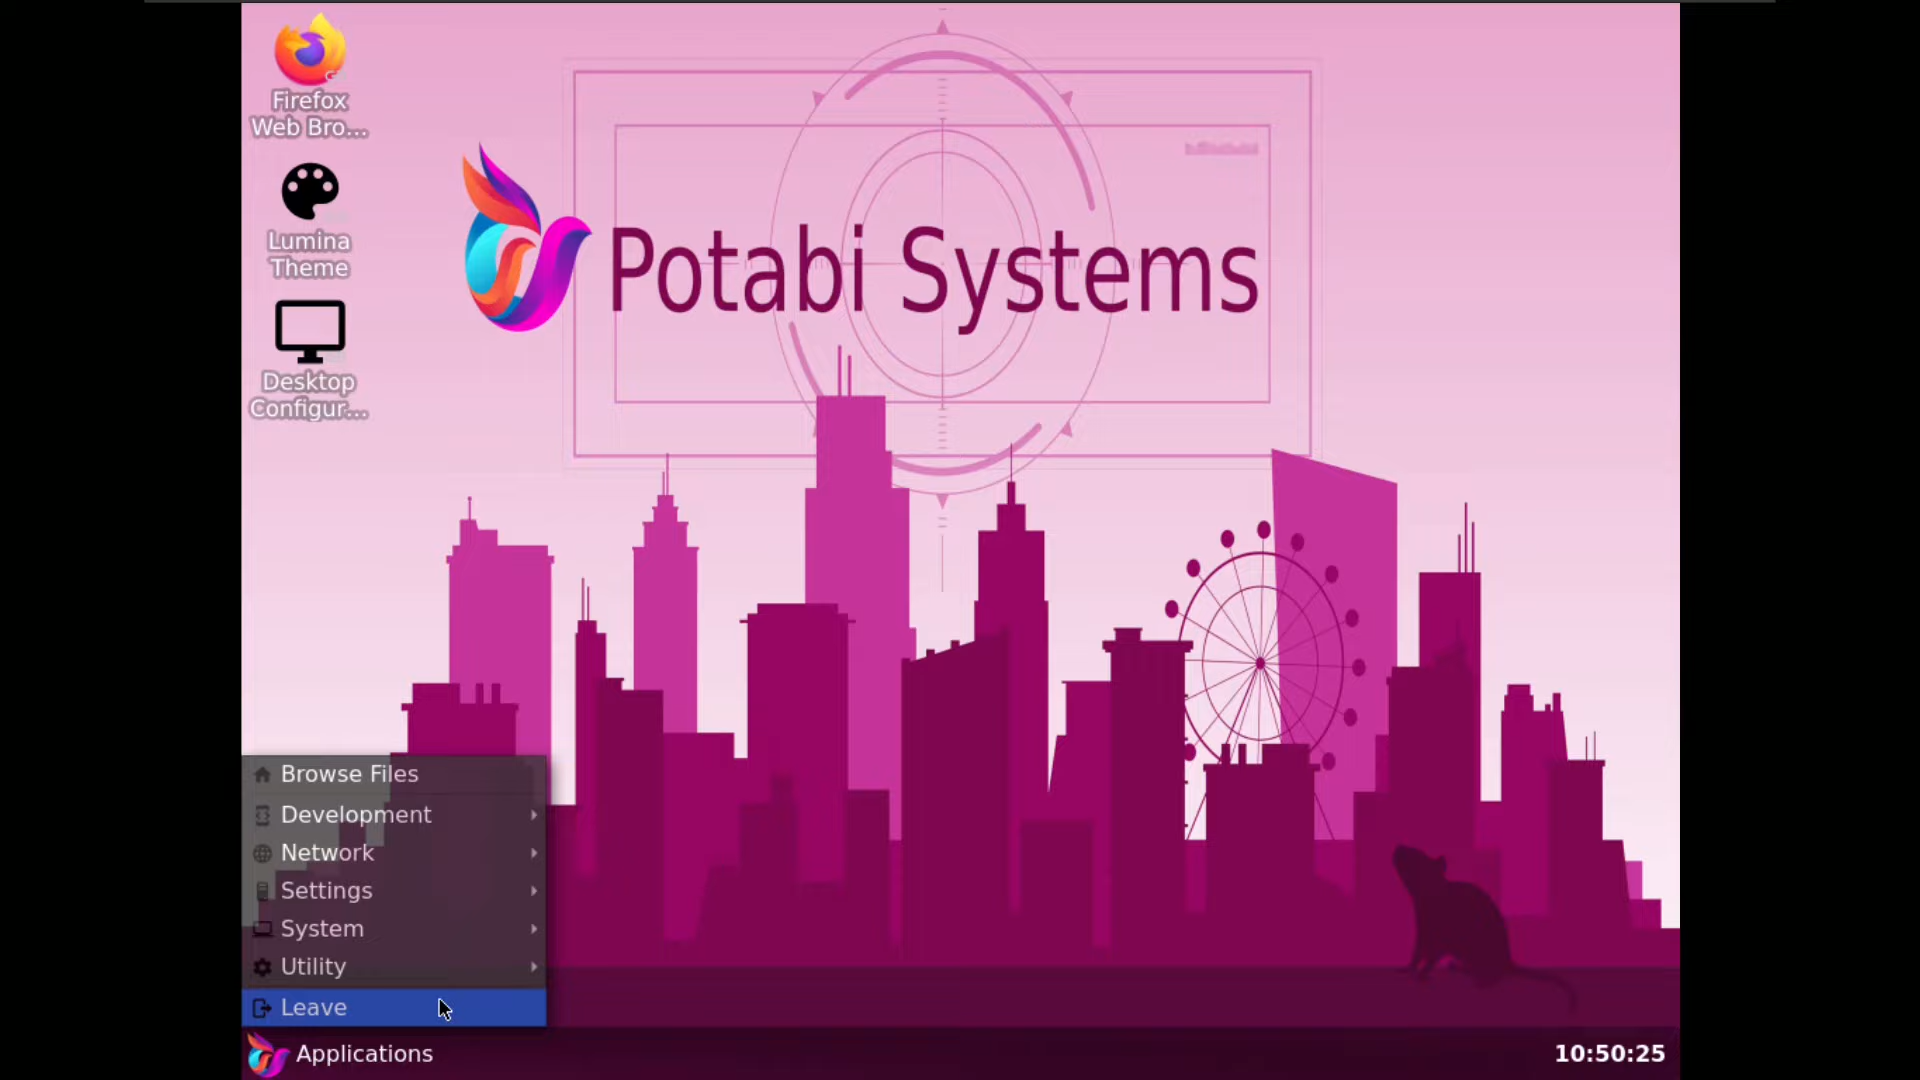 Firefox
Web Bro...
Lumina
Theme
Desktop
Configur...
Potabi Systems
Browse Files
Development
Network
Settings
System
Utility
Leave
Applications
10:50:25